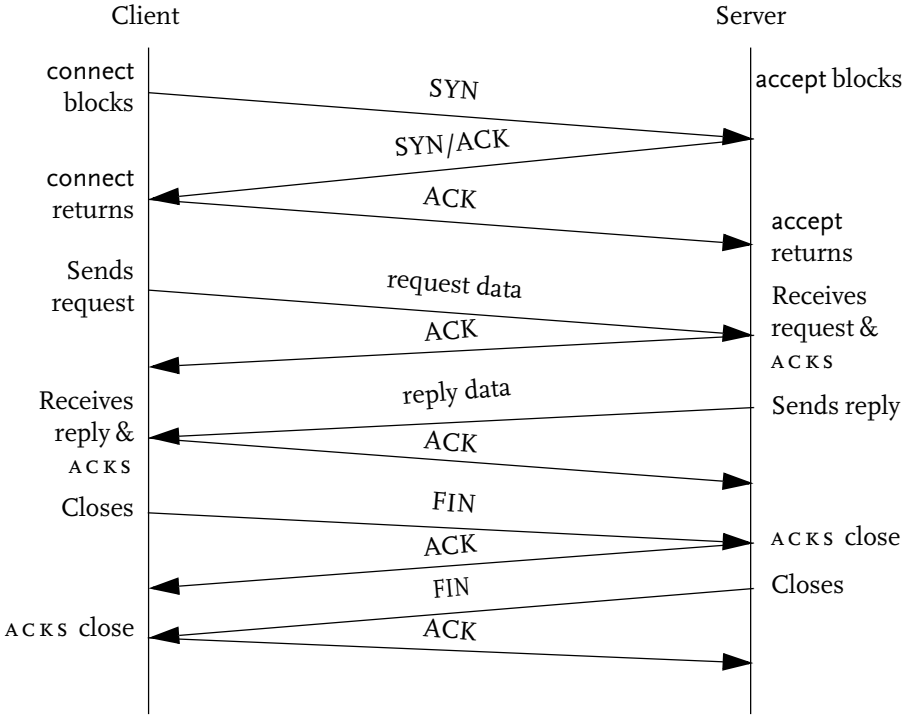 Client
Server
connect
blocks
SYN
accept blocks
SYN/ACK
connect
returns
ACK
accept
returns
Sends
request
request data
Receives
request &
ACKS
ACK
reply data
Sends reply
Receives
reply &
ACKS
ACK
Closes
FIN
ACKS close
ACK
FIN
Closes
ACKS close
ACK